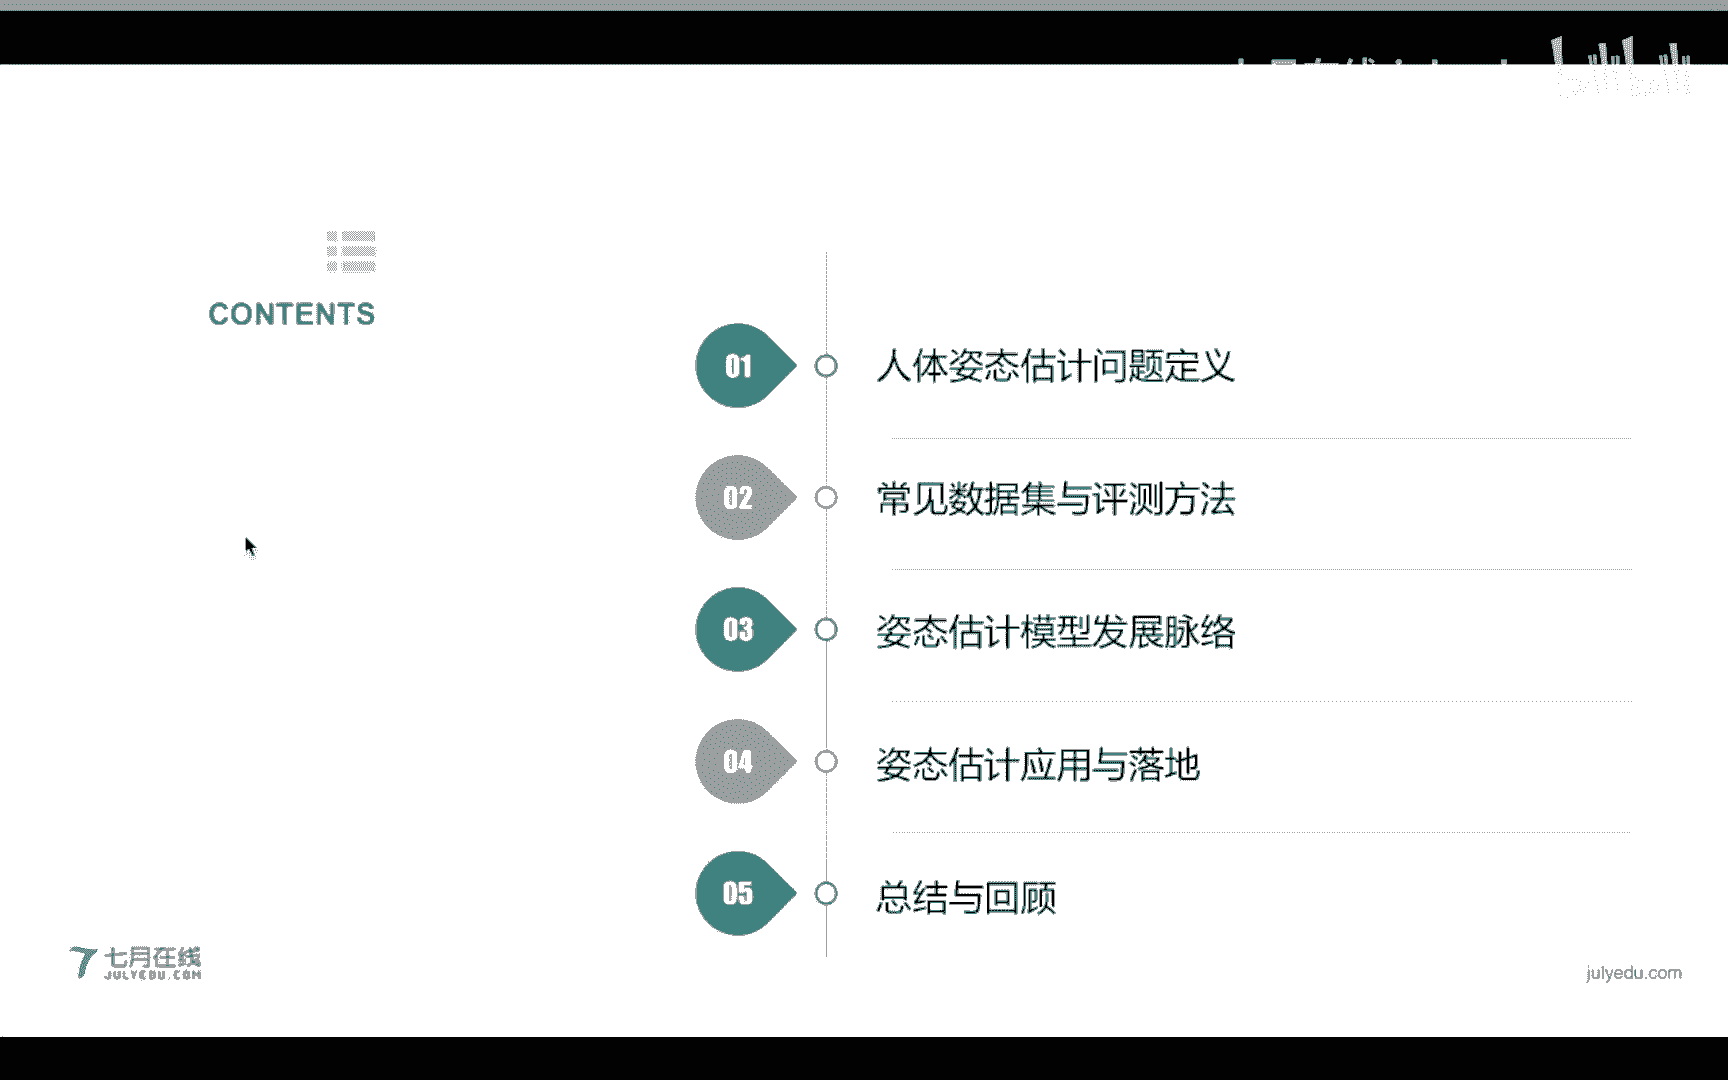 bilibili
CONTENTS
01
人体姿态估计问题定义
02
常见数据集与评测方法
03
姿态估计模型发展脉络
04
姿态估计应用与落地
05
总结与回顾
七月在线
JULYEDU.COM
julyedu.com